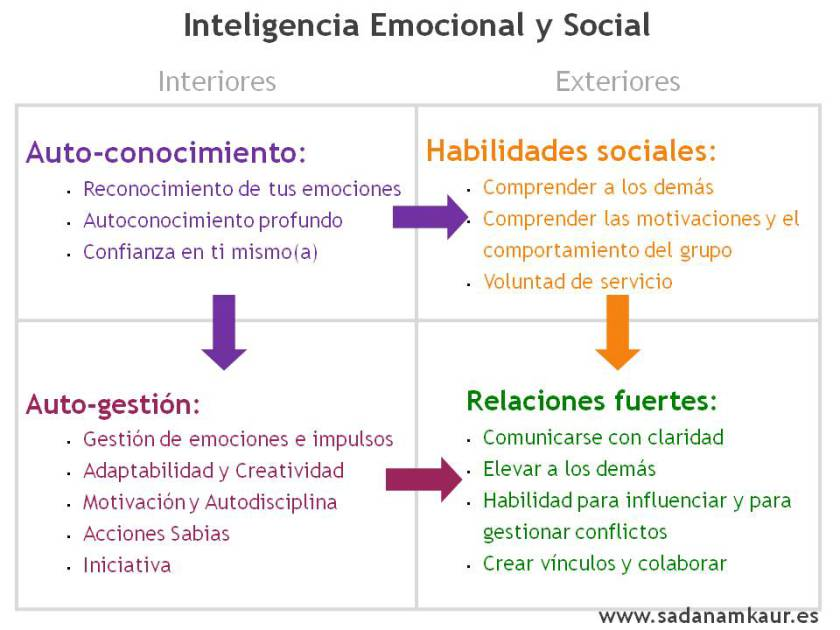 Inteligencia Emocional y Social
Interiores
Exteriores
Auto-conocimiento:
Reconocimiento de tus emociones
Autoconocimiento profundo
Confianza en ti mismo(a)
Habilidades sociales:
Comprender a los demás
Comprender las motivaciones y el
comportamiento del grupo
Voluntad de servicio
Auto-gestión:
Gestión de emociones e impulsos
Adaptabilidad y Creatividad
Motivación y Autodisciplina
Acciones Sabias
Iniciativa
Relaciones fuertes:
Comunicarse con claridad
Elevar a los demás
Habilidad para influenciar y para
gestionar conflictos
Crear vínculos y colaborar
www.sadanamkaur.es